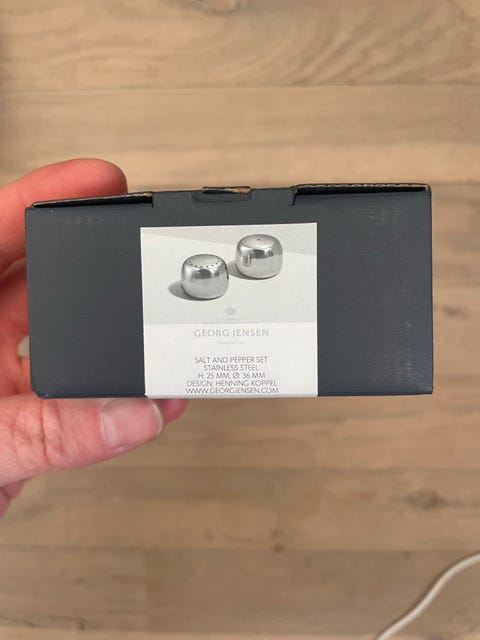 GEORG JENSEN
SALT AND PEPPER SET
STAINLESS STEEL
H: 25 MM, Ø: 36 MM
DESIGN: HENNING KOPPEL
WWW.GEORGJENSEN.COM